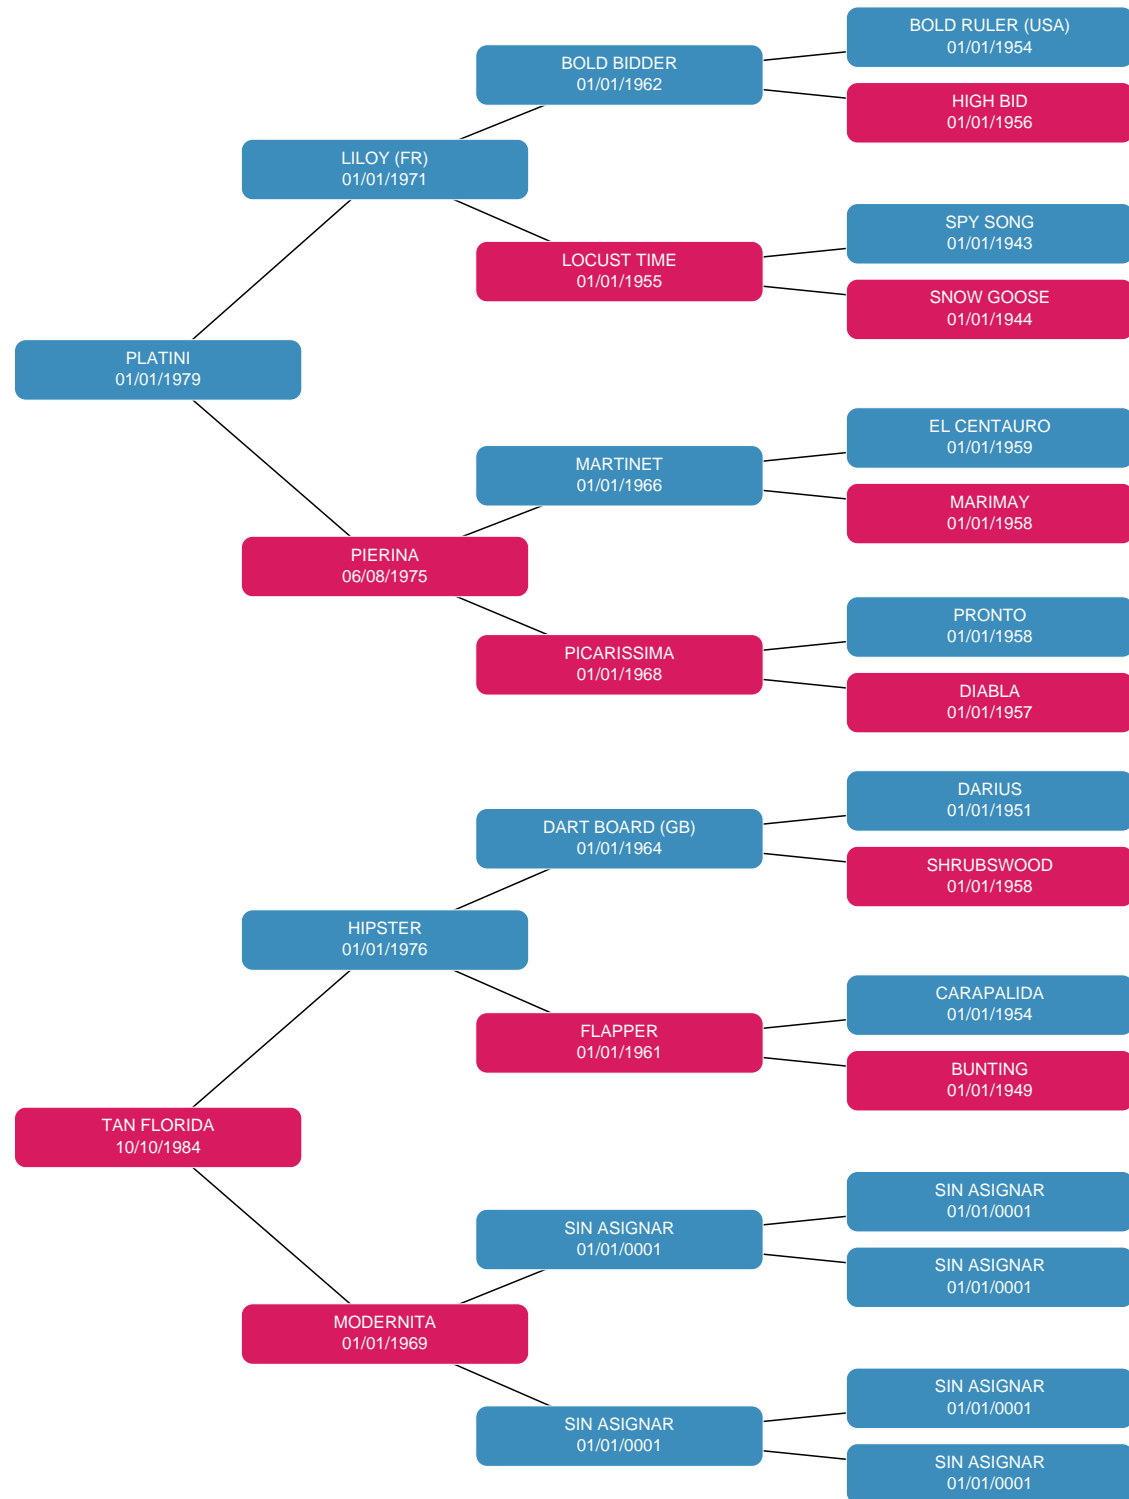 BOLD RULER (USA)
01/01/1954
BOLD BIDDER
01/01/1962
HIGH BID
01/01/1956
LILOY (FR)
01/01/1971
SPY SONG
01/01/1943
LOCUST TIME
01/01/1955
SNOW GOOSE
01/01/1944
PLATINI
01/01/1979
EL CENTAURO
01/01/1959
MARTINET
01/01/1966
MARIMAY
01/01/1958
PIERINA
06/08/1975
PRONTO
01/01/1958
PICARISSIMA
01/01/1968
DIABLA
01/01/1957
DARIUS
01/01/1951
DART BOARD (GB)
01/01/1964
SHRUBSWOOD
01/01/1958
HIPSTER
01/01/1976
CARAPALIDA
01/01/1954
FLAPPER
01/01/1961
BUNTING
01/01/1949
TAN FLORIDA
10/10/1984
SIN ASIGNAR
01/01/0001
SIN ASIGNAR
01/01/0001
SIN ASIGNAR
01/01/0001
MODERNITA
01/01/1969
SIN ASIGNAR
01/01/0001
SIN ASIGNAR
01/01/0001
SIN ASIGNAR
01/01/0001